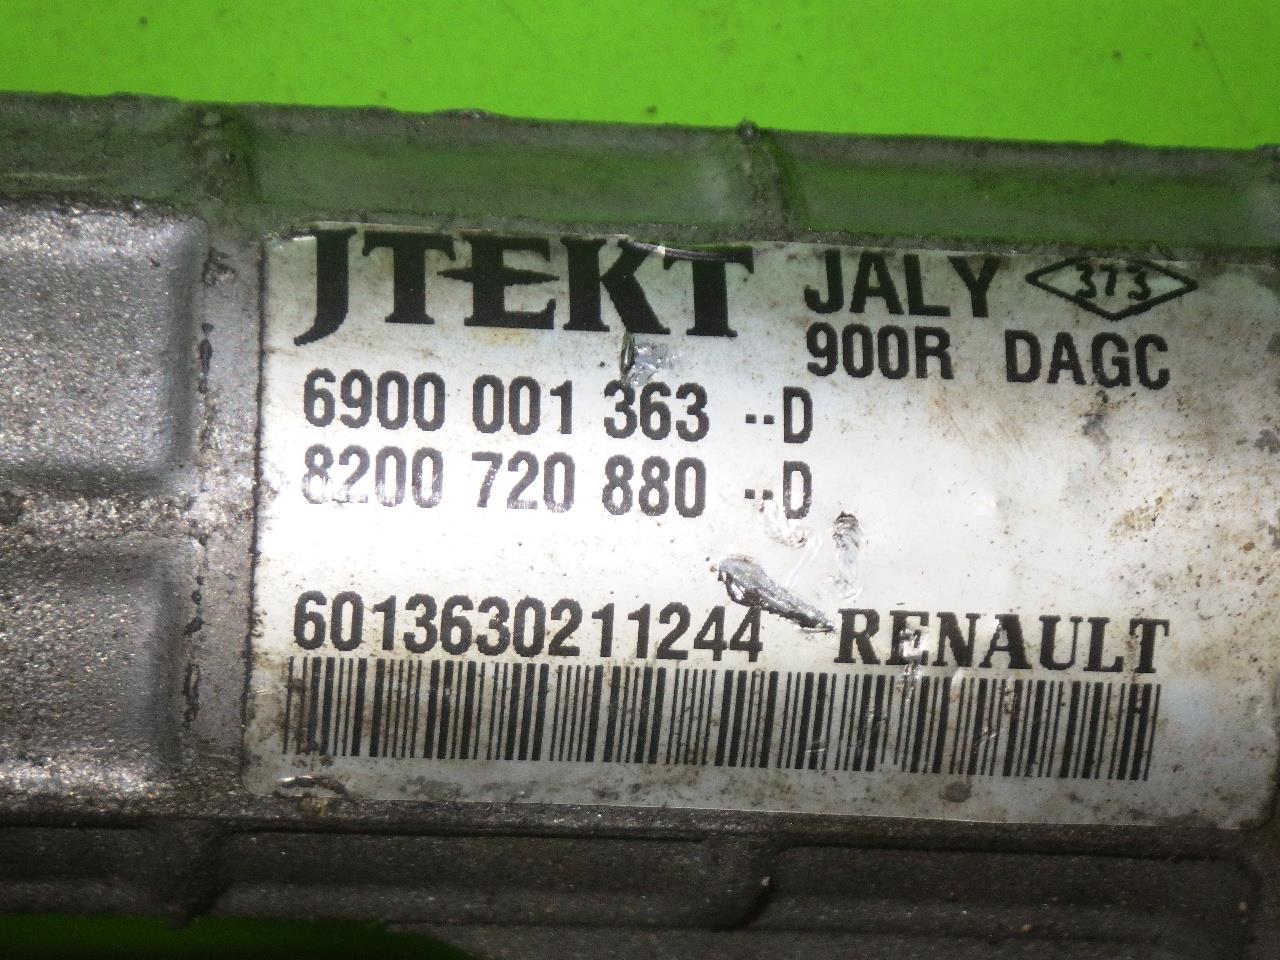 JTEKT JALY 373
900R DAGC
6900 001 363 --D
8200 720 880 --D
6013630211244 RENAULT